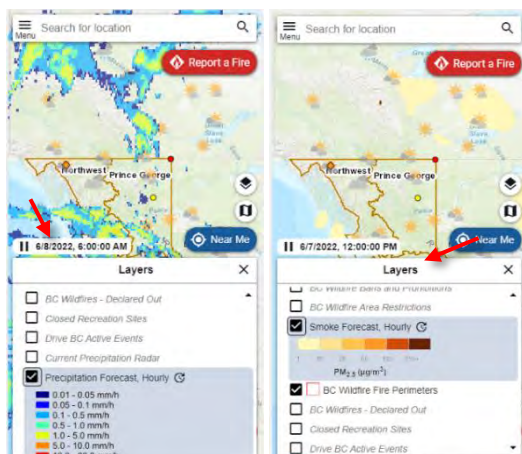 Menu
Search for location
Report a Fire
Northwest
Prince George
6/8/2022, 6:00:00 AM
Near Me
Layers
BC Wildfires - Declared Out
Closed Recreation Sites
Drive BC Active Events
Current Precipitation Radar
Precipitation Forecast, Hourly
0.01 - 0.05 mm/h
0.05 - 0.1 mm/h
0.1 - 0.5 mm/h
0.5 - 1.0 mm/h
1.0 - 5.0 mm/h
5.0 - 10.0 mm/h
Menu
Search for location
Report a Fire
Slave
Lake
Northwest
Prince George
6/7/2022, 12:00:00 PM
Near Me
Layers
BC Wildfire Bans and Prohibitions
BC Wildfire Area Restrictions
Smoke Forecast, Hourly
PM2.5 (µg/m³)
BC Wildfire Fire Perimeters
BC Wildfires - Declared Out
Closed Recreation Sites
Drive BC Active Events